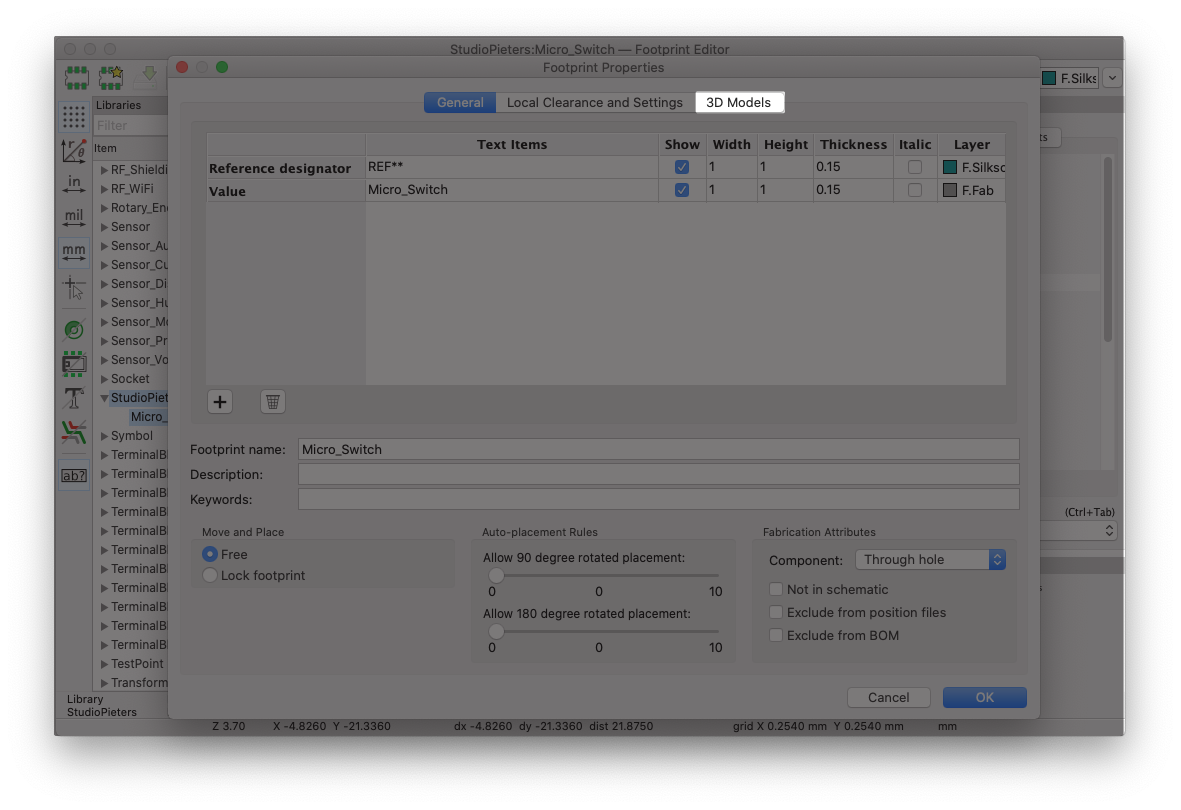 StudioPieters:Micro_Switch — Footprint Editor
Footprint Properties
F.Silks
Libraries
Filter
Item
RF_Shieldi
RF_WiFi
Rotary_En
Sensor
Sensor_Au
Sensor_Cu
Sensor_Di
Sensor_Hu
Sensor_Mo
Sensor_Pr
Sensor_Vo
Socket
StudioPiet
Micro_
Symbol
TerminalBl
TerminalBl
TerminalBl
TerminalBl
TerminalBl
TerminalBl
TerminalBl
TerminalBl
TerminalBl
TerminalBl
TerminalBl
TestPoint
Transform
in
mil
mm
ab?
General Local Clearance and Settings 3D Models
ts
Text Items Show Width Height Thickness Italic Layer
Reference designator REF** 1 1 0.15 F.Silksc
Value Micro_Switch 1 1 0.15 F.Fab
Footprint name: Micro_Switch
Description:
Keywords:
Move and Place
Free
Lock footprint
Auto-placement Rules
Allow 90 degree rotated placement:
0 0 10
Allow 180 degree rotated placement:
0 0 10
Fabrication Attributes
Component: Through hole
Not in schematic
Exclude from position files
Exclude from BOM
(Ctrl+Tab)
Cancel OK
Library
StudioPieters
Z 3.70 X -4.8260 Y -21.3360 dx -4.8260 dy -21.3360 dist 21.8750 grid X 0.2540 mm Y 0.2540 mm mm